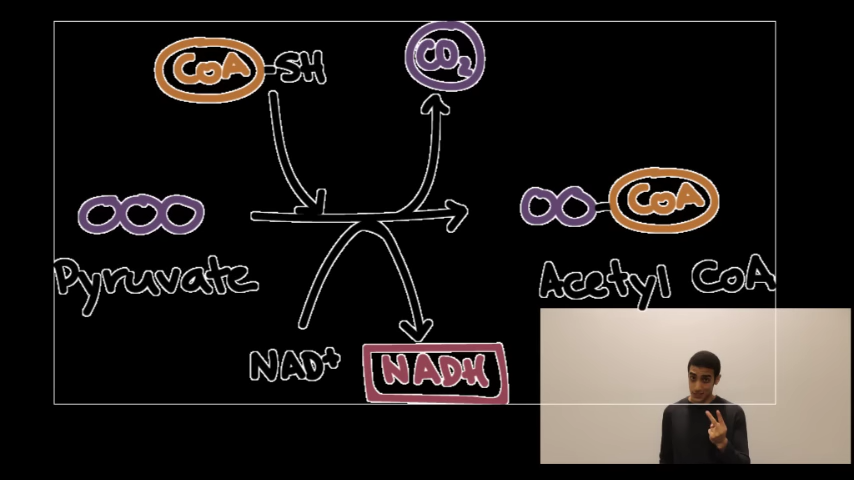 CoA-SH
CO₂
CoA
Pyruvate
Acetyl CoA
NAD⁺
NADH